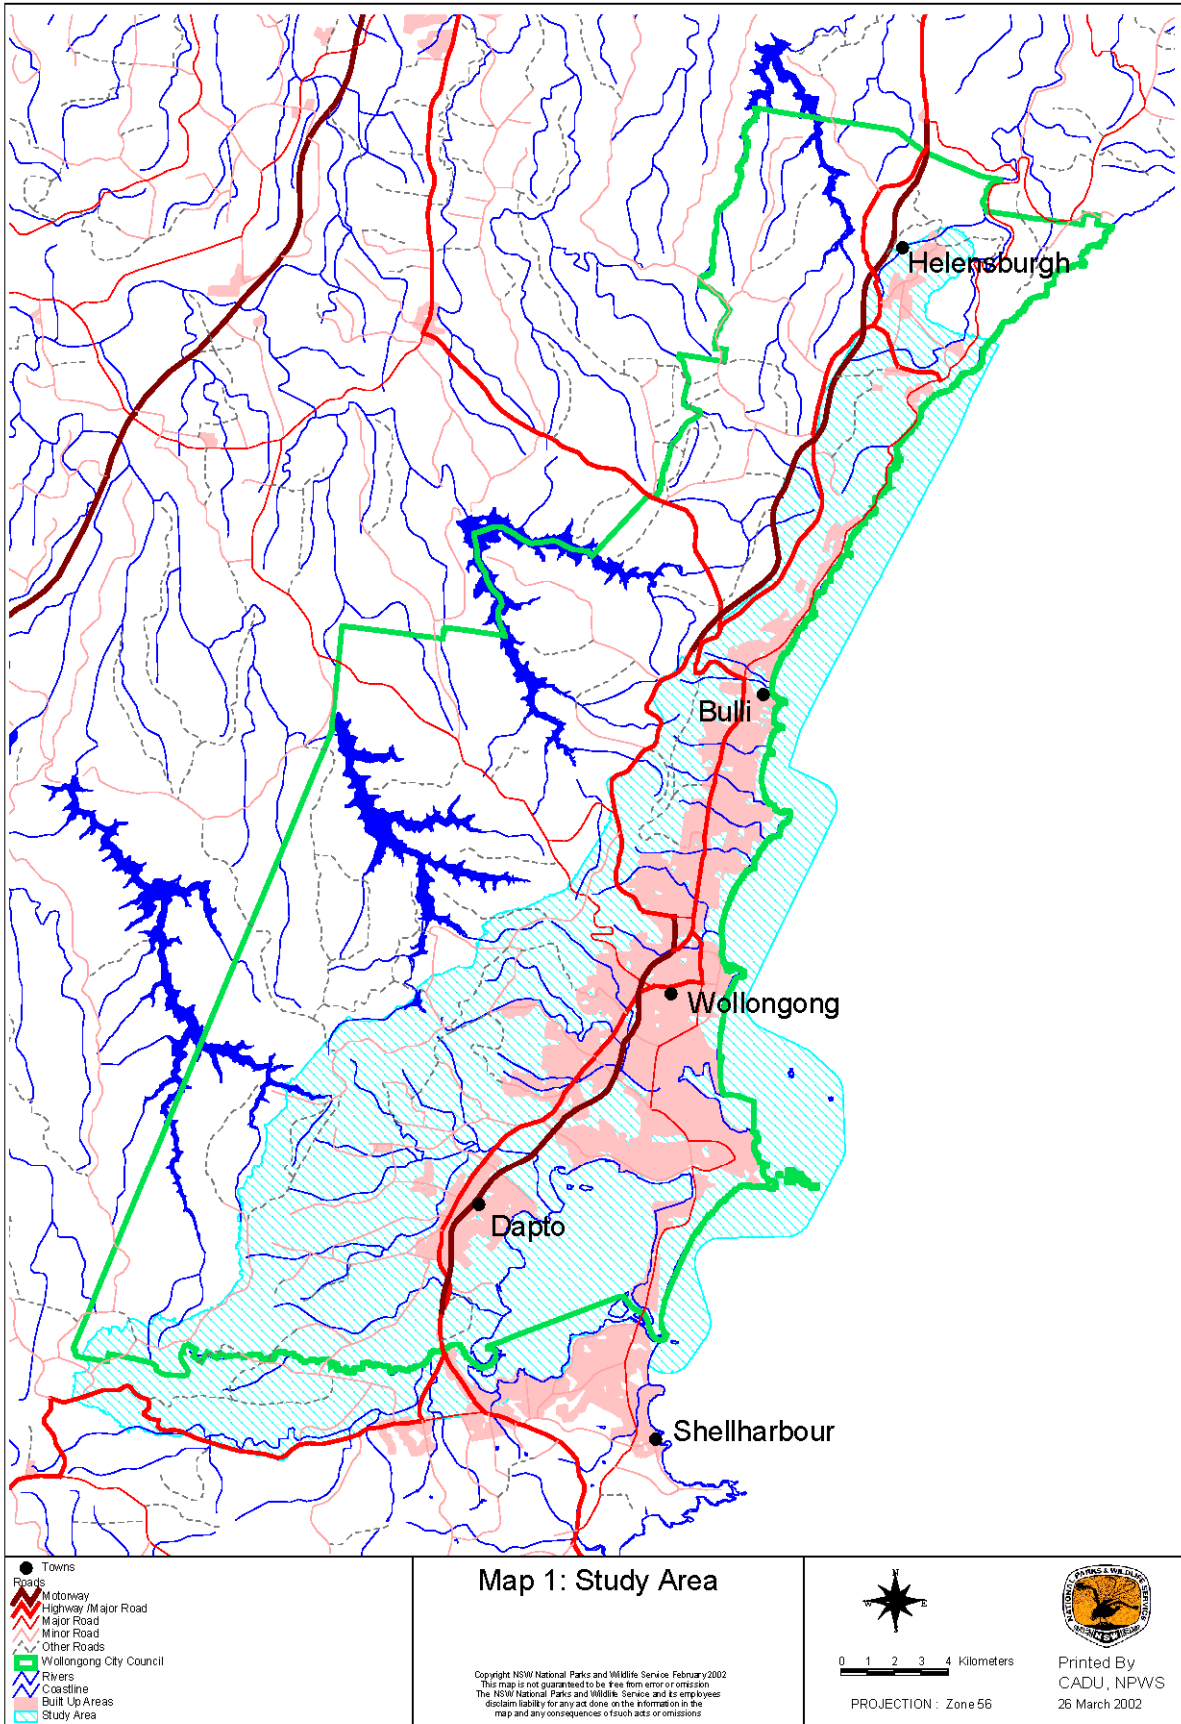 Helensburgh
Bulli
Wollongong
Dapto
Shellharbour
Towns
Roads
Motorway
Highway /Major Road
Major Road
Minor Road
Other Roads
Wollongong City Council
Rivers
Coastline
Built Up Areas
Study Area
Map 1: Study Area
Copyright NSW National Parks and Wildlife Service February 2002
This map is not guaranteed to be free from error or omission
The NSW National Parks and Wildlife Service and its employees
disclaim liability for any act done on the information in the
map and any consequences of such acts or omissions
N
W E
S
0 1 2 3 4 Kilometers
PROJECTION : Zone 56
NATIONAL PARKS & WILDLIFE SERVICE
Printed By
CADU, NPWS
26 March 2002